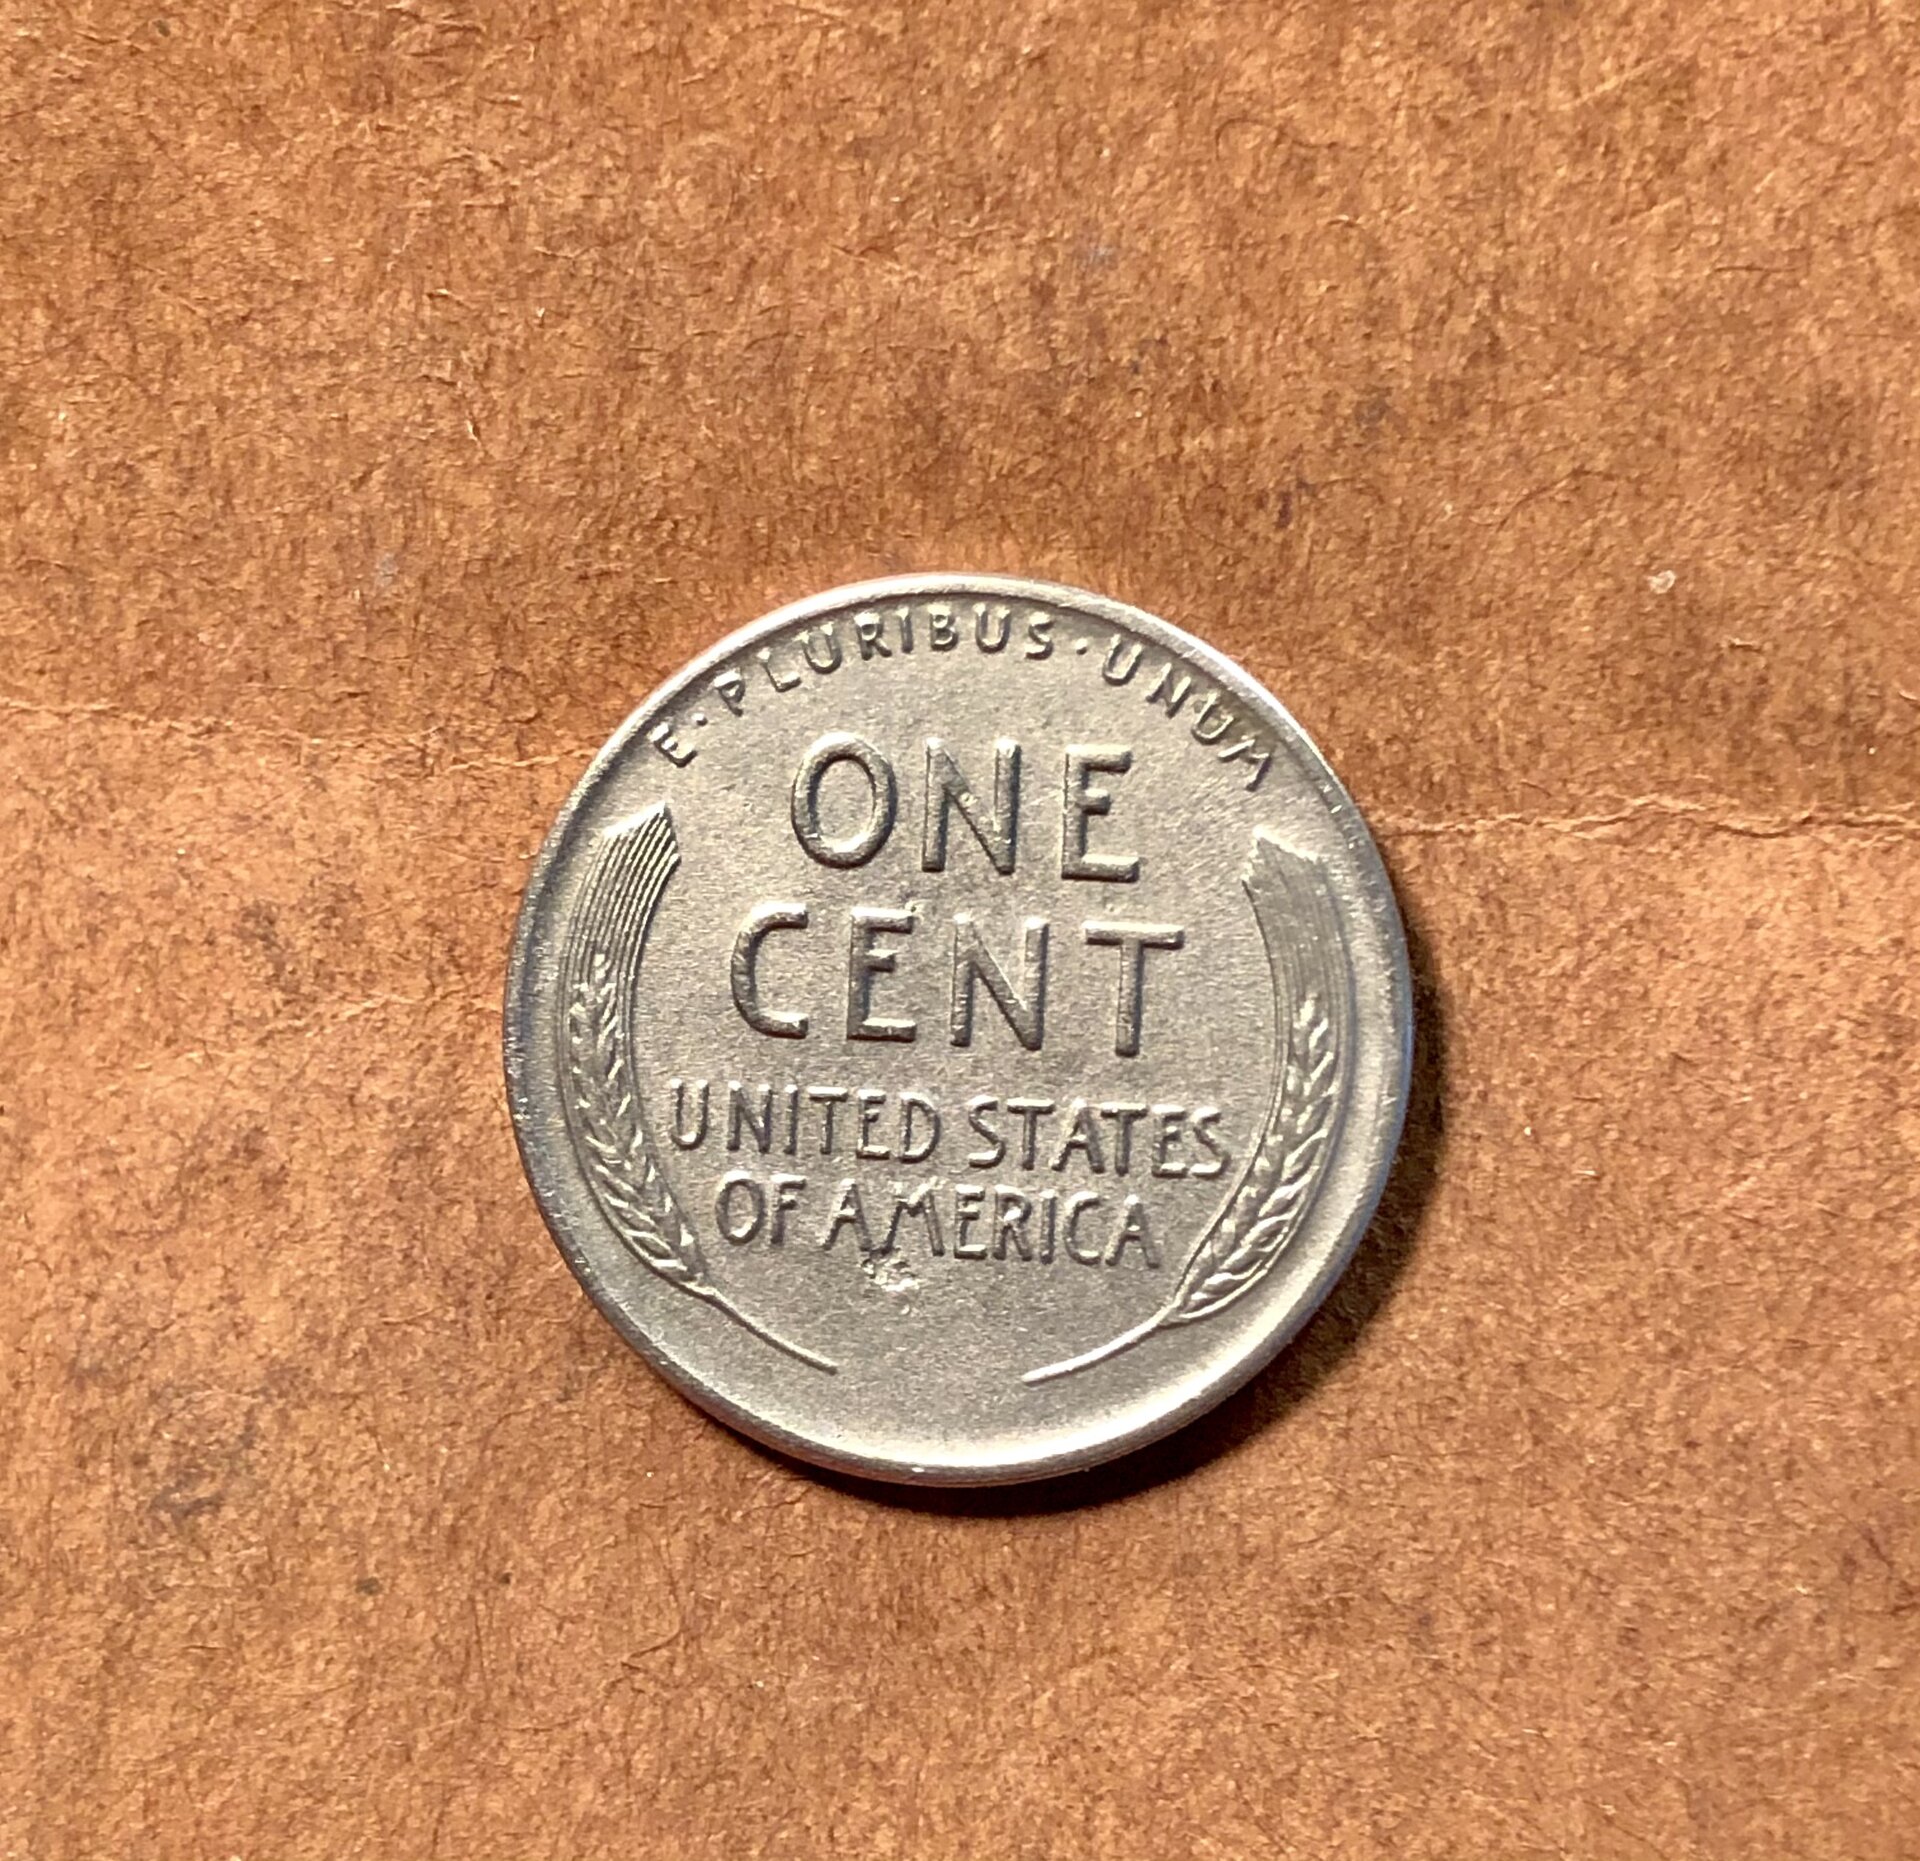 E·PLURIBUS·UNUM
ONE
CENT
UNITED STATES
OF AMERICA